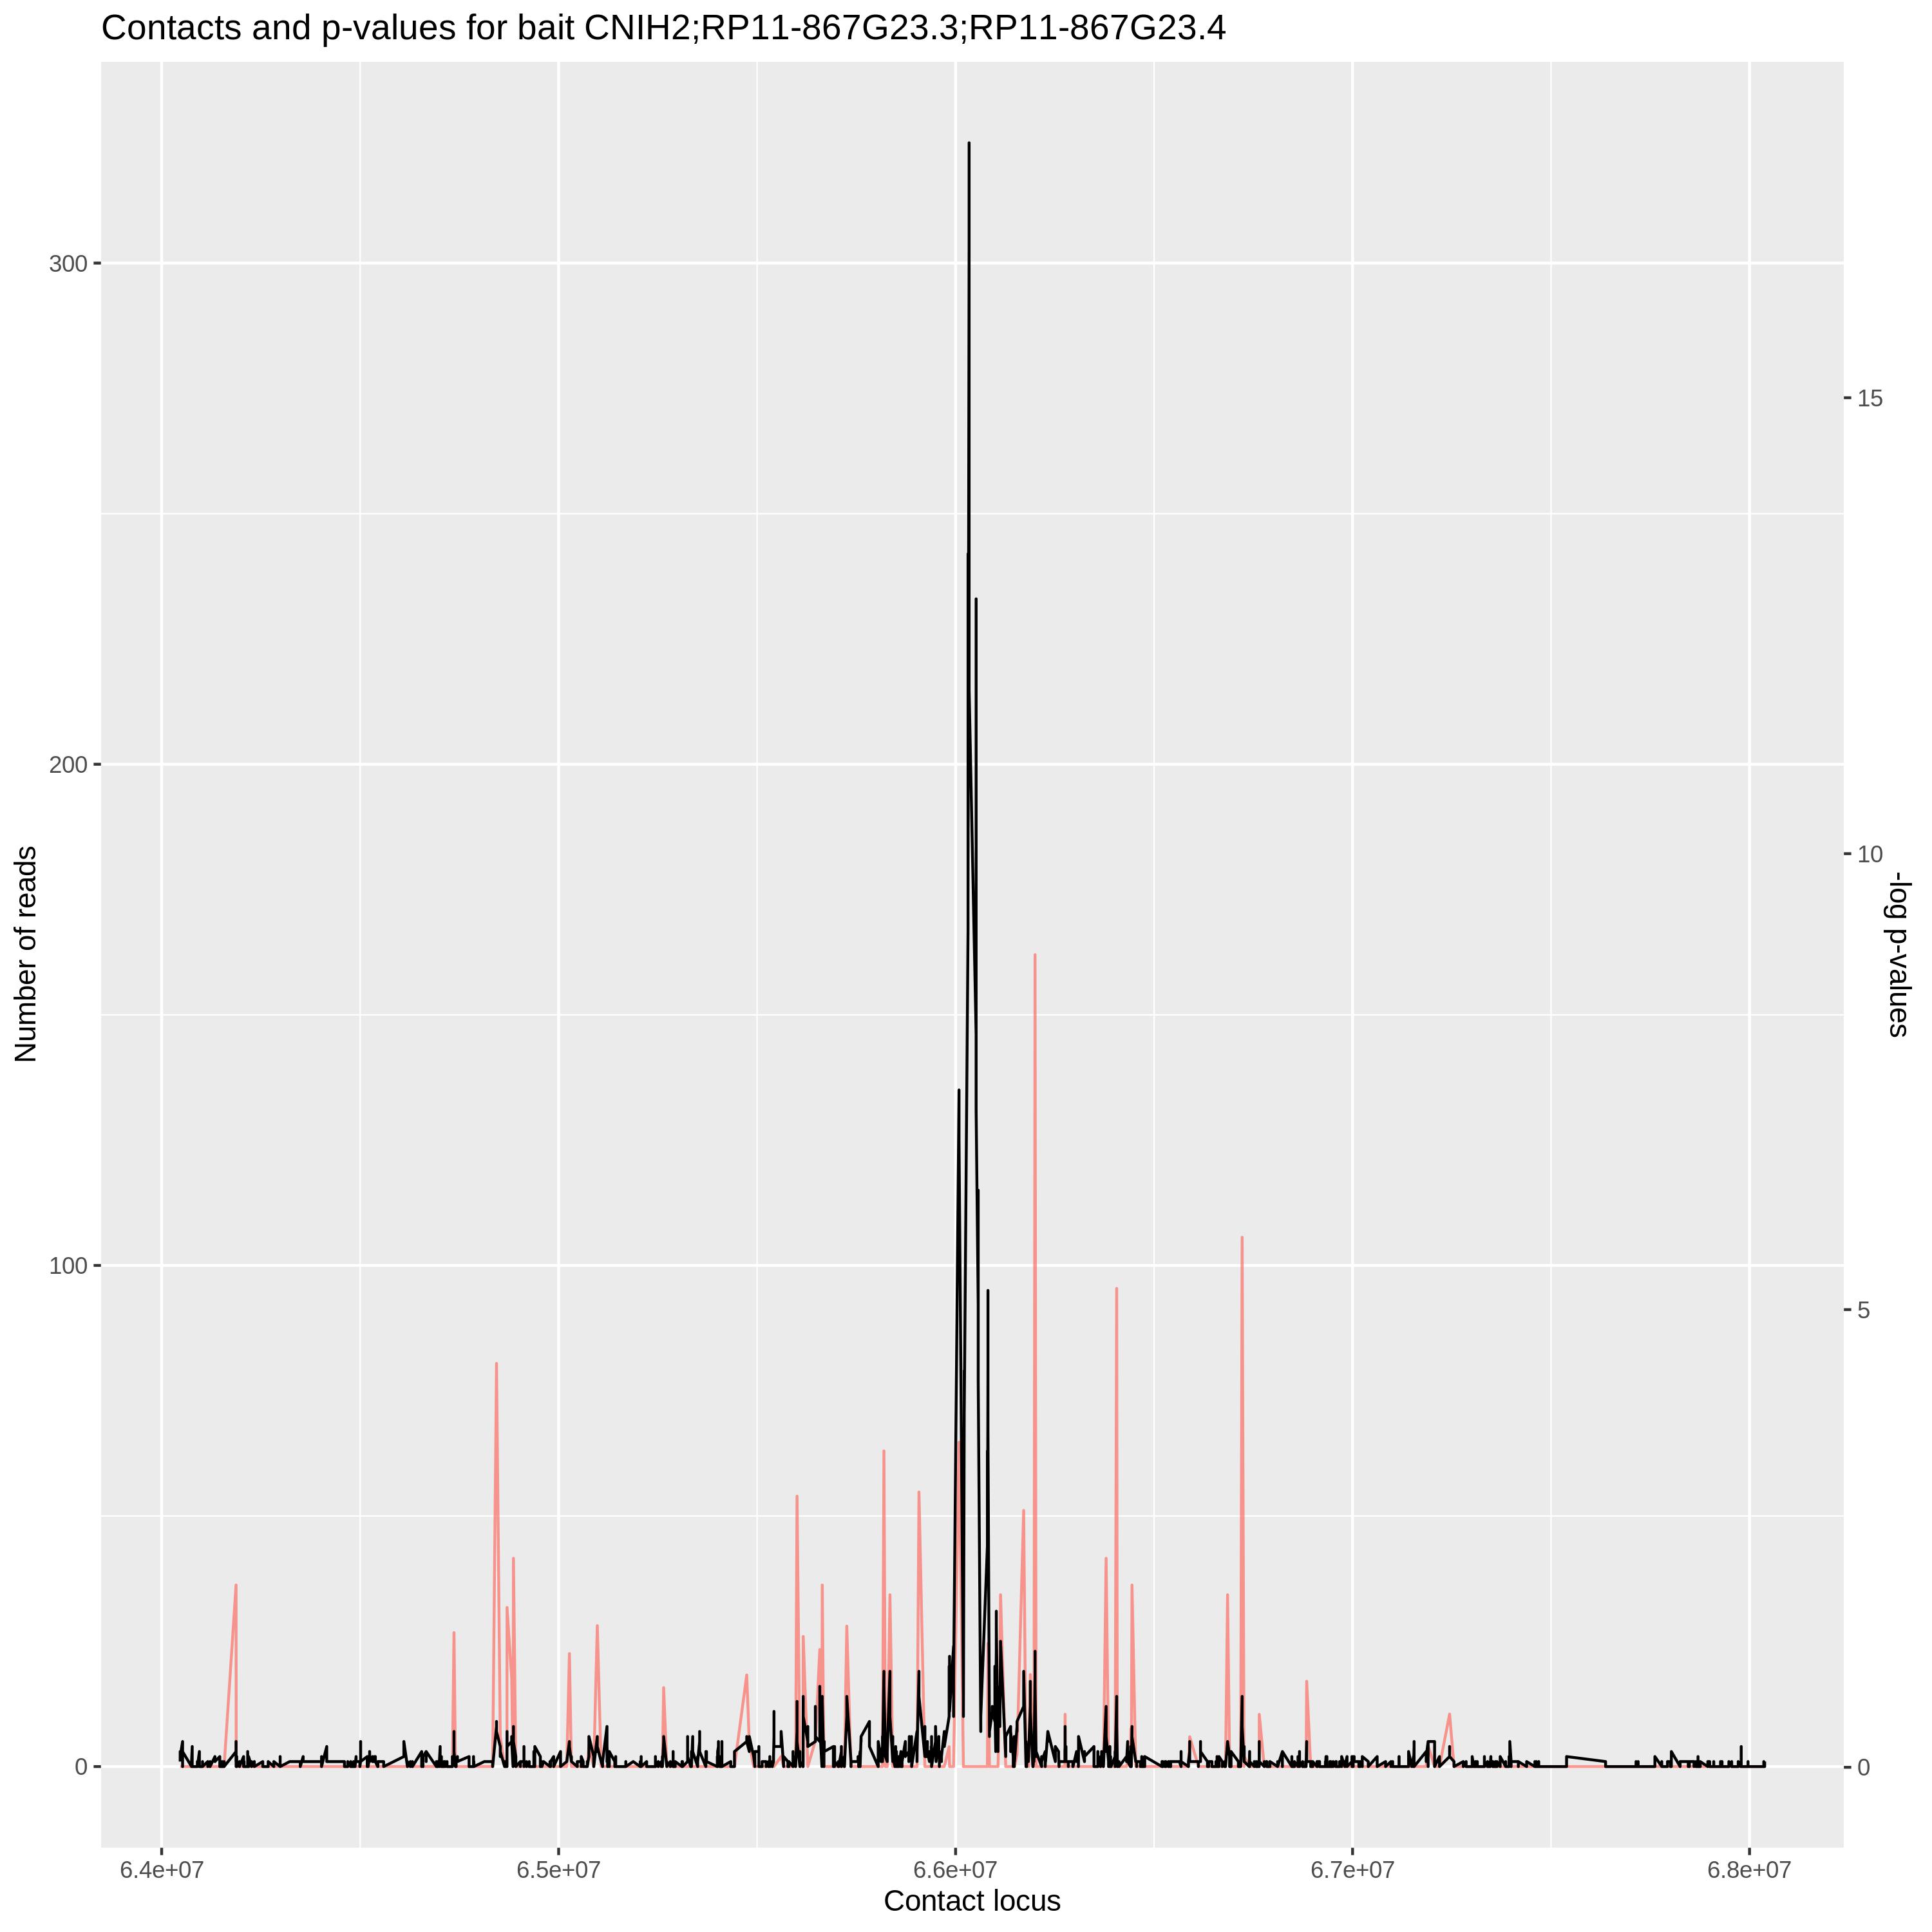 Contacts and p-values for bait CNIH2;RP11-867G23.3;RP11-867G23.4
300
200
100
0
Number of reads
15
10
5
0
-log p-values
6.4e+07
6.5e+07
6.6e+07
6.7e+07
6.8e+07
Contact locus